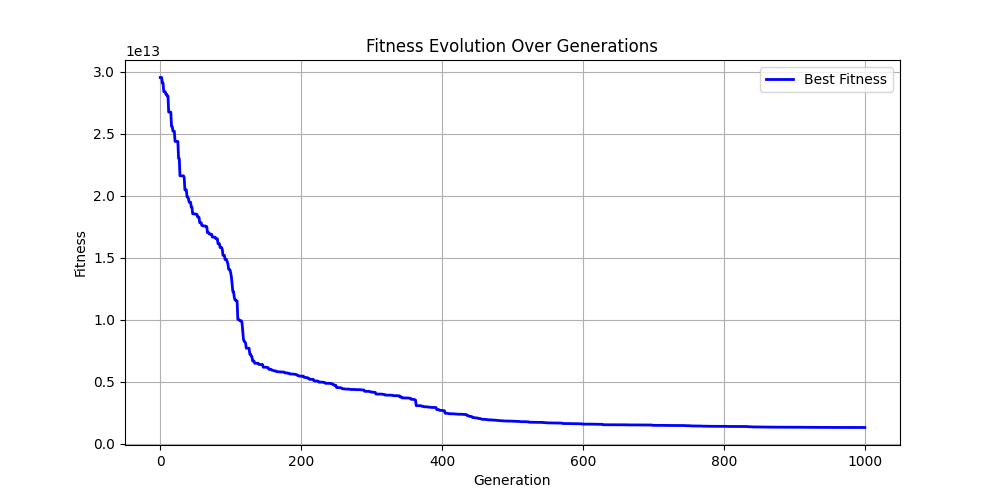 Fitness Evolution Over Generations
1e13
3.0
2.5
2.0
1.5
1.0
0.5
0.0
Fitness
Best Fitness
0 200 400 600 800 1000
Generation